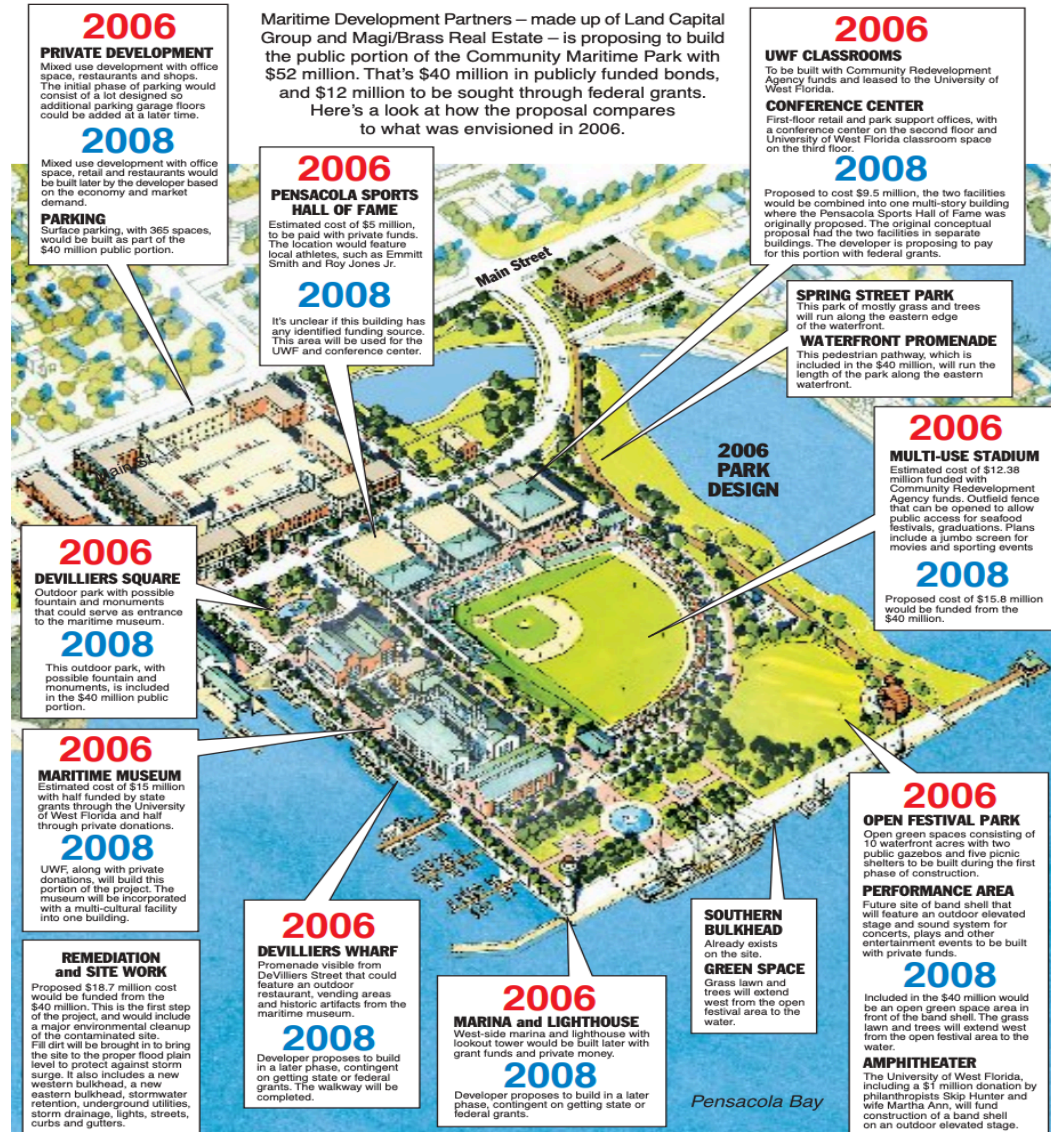 Maritime Development Partners – made up of Land Capital
Group and Magi/Brass Real Estate – is proposing to build
the public portion of the Community Maritime Park with
$52 million. That's $40 million in publicly funded bonds,
and $12 million to be sought through federal grants.
Here's a look at how the proposal compares
to what was envisioned in 2006.
2006
PRIVATE DEVELOPMENT
Mixed use development with office
space, restaurants and shops.
The initial phase of parking would
consist of a lot designed so
additional parking garage floors
could be added at a later time.
2008
Mixed use development with office
space, retail and restaurants would
be built later by the developer based
on the economy and market
demand.
PARKING
Surface parking, with 365 spaces,
would be built as part of the
$40 million public portion.
2006
PENSACOLA SPORTS
HALL OF FAME
Estimated cost of $5 million,
to be paid with private funds.
The location would feature
local athletes, such as Emmitt
Smith and Roy Jones Jr.
2008
It's unclear if this building has
any identified funding source.
This area will be used for the
UWF and conference center.
2006
UWF CLASSROOMS
To be built with Community Redevelopment
Agency funds and leased to the University of
West Florida.
CONFERENCE CENTER
First-floor retail and park support offices, with
a conference center on the second floor and
University of West Florida classroom space
on the third floor.
2008
Proposed to cost $9.5 million, the two facilities
would be combined into one multi-story building
where the Pensacola Sports Hall of Fame was
originally proposed. The original conceptual
proposal had the two facilities in separate
buildings. The developer is proposing to pay
for this portion with federal grants.
Main Street
SPRING STREET PARK
This park of mostly grass and trees
will run along the eastern edge
of the waterfront.
WATERFRONT PROMENADE
This pedestrian pathway, which is
included in the $40 million, will run the
length of the park along the eastern
waterfront.
2006
PARK
DESIGN
2006
MULTI-USE STADIUM
Estimated cost of $12.38
million funded with
Community Redevelopment
Agency funds. Outfield fence
that can be opened to allow
public access for seafood
festivals, graduations. Plans
include a jumbo screen for
movies and sporting events
2008
Proposed cost of $15.8 million
would be funded from the
$40 million.
2006
DEVILLIERS SQUARE
Outdoor park with possible
fountain and monuments
that could serve as entrance
to the maritime museum.
2008
This outdoor park, with
possible fountain and
monuments, is included
in the $40 million public
portion.
2006
MARITIME MUSEUM
Estimated cost of $15 million
with half funded by state
grants through the University
of West Florida and half
through private donations.
2008
UWF, along with private
donations, will build this
portion of the project. The
museum will be incorporated
with a multi-cultural facility
into one building.
REMEDIATION
and SITE WORK
Proposed $18.7 million cost
would be funded from the
$40 million. This is the first step
of the project, and would include
a major environmental cleanup
of the contaminated site.
Fill dirt will be brought in to bring
the site to the proper flood plain
level to protect against storm
surge. It also includes a new
western bulkhead, a new
eastern bulkhead, stormwater
retention, underground utilities,
storm drainage, lights, streets,
curbs and gutters.
2006
DEVILLIERS WHARF
Promenade visible from
DeVilliers Street that could
feature an outdoor
restaurant, vending areas
and historic artifacts from the
maritime museum.
2008
Developer proposes to build
in a later phase, contingent
on getting state or federal
grants. The walkway will be
completed.
2006
MARINA and LIGHTHOUSE
West-side marina and lighthouse with
lookout tower would be built later with
grant funds and private money.
2008
Developer proposes to build in a later
phase, contingent on getting state or
federal grants.
SOUTHERN
BULKHEAD
Already exists
on the site.
GREEN SPACE
Grass lawn and
trees will extend
west from the open
festival area to the
water.
Pensacola Bay
2006
OPEN FESTIVAL PARK
Open green spaces consisting of
10 waterfront acres with two
public gazebos and five picnic
shelters to be built during the first
phase of construction.
PERFORMANCE AREA
Future site of band shell that
will feature an outdoor elevated
stage and sound system for
concerts, plays and other
entertainment events to be built
with private funds.
2008
Included in the $40 million would
be an open green space area in
front of the band shell. The grass
lawn and trees will extend west
from the open festival area to the
water.
AMPHITHEATER
The University of West Florida,
including a $1 million donation by
philanthropists Skip Hunter and
wife Martha Ann, will fund
construction of a band shell
on an outdoor elevated stage.